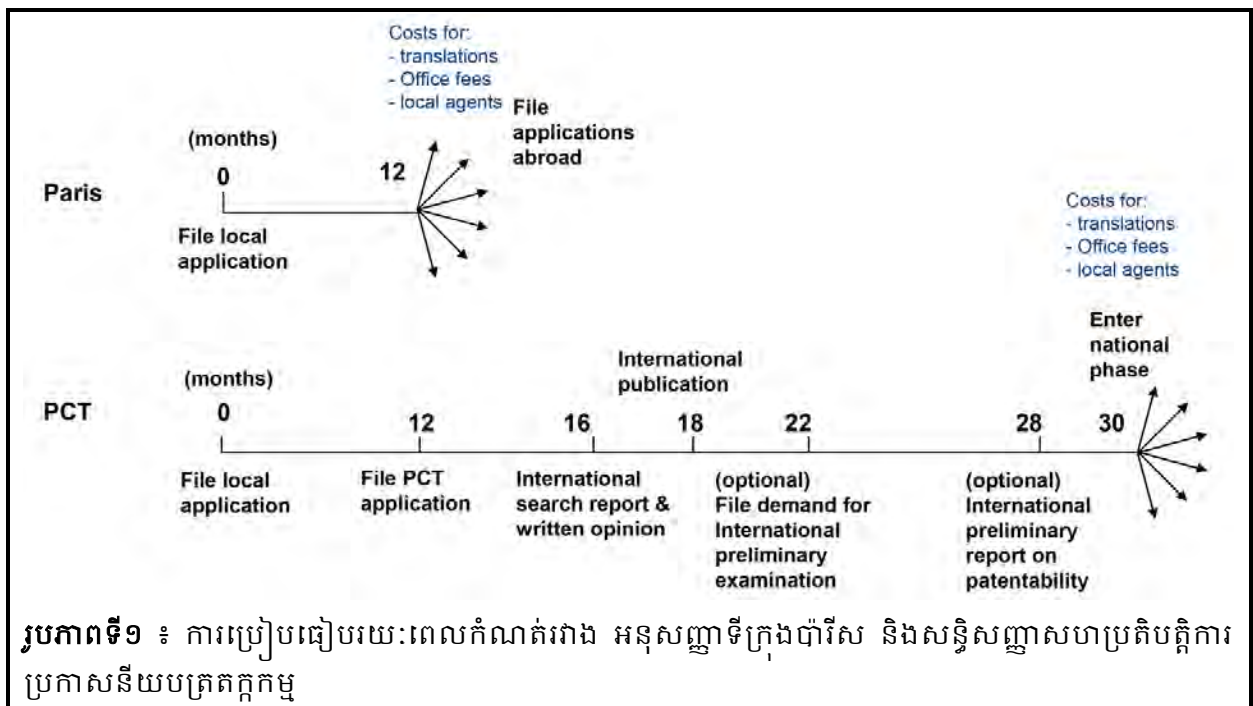 Costs for:
- translations
- Office fees
- local agents
File
applications
abroad
(months)
0
12
Paris
File local
application
Costs for:
- translations
- Office fees
- local agents
Enter
national
phase
International
publication
(months)
PCT
0
12
16
18
22
28
30
File local
application
File PCT
application
International
search report &
written opinion
(optional)
File demand for
International
preliminary
examination
(optional)
International
preliminary
report on
patentability
រូបភាពទី១ ៖ ការប្រៀបធៀបរយៈពេលកំណត់រវាង អនុសញ្ញាទីក្រុងប៉ារីស និងសន្ធិសញ្ញាសហប្រតិបត្តិការ
ប្រកាសនីយបត្រតក្កកម្ម